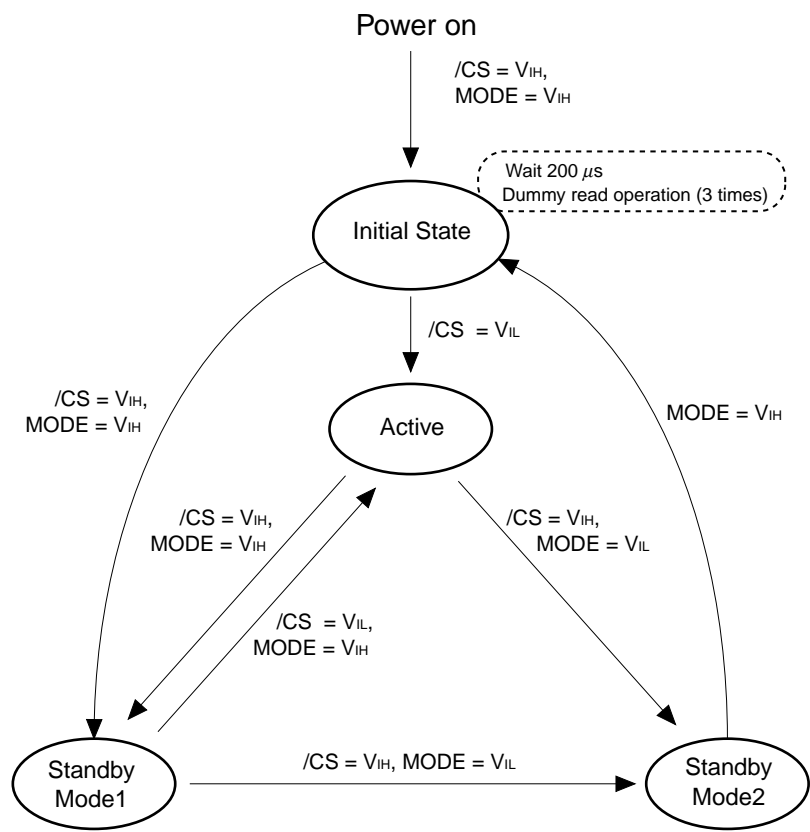 Power on
/CS = VIH,
MODE = VIH
Wait 200 μs
Dummy read operation (3 times)
Initial State
/CS = VIL
/CS = VIH,
MODE = VIH
Active
MODE = VIH
/CS = VIH,
MODE = VIH
/CS = VIH,
MODE = VIL
/CS = VIL,
MODE = VIH
Standby
Mode1
/CS = VIH, MODE = VIL
Standby
Mode2